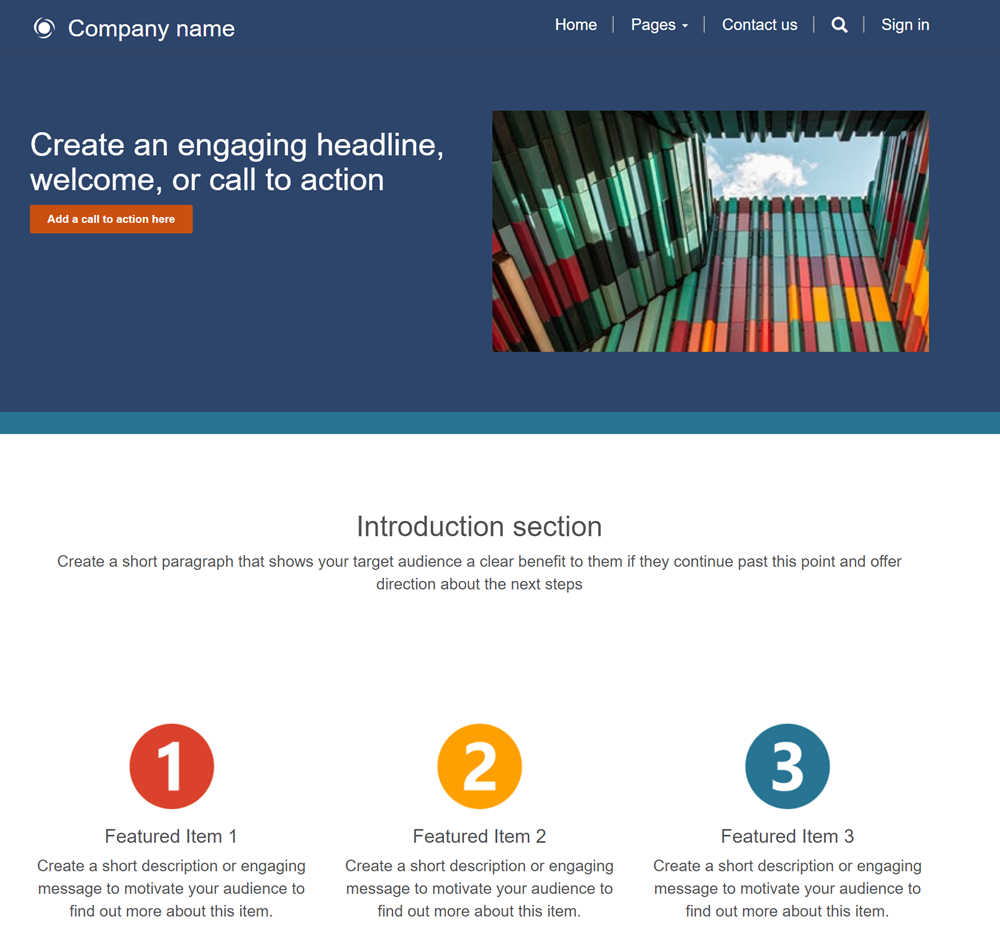 Company name
Home
Pages
Contact us
Sign in
Create an engaging headline,
welcome, or call to action
Add a call to action here
Introduction section
Create a short paragraph that shows your target audience a clear benefit to them if they continue past this point and offer
direction about the next steps
1
2
3
Featured Item 1
Featured Item 2
Featured Item 3
Create a short description or engaging
message to motivate your audience to
find out more about this item.
Create a short description or engaging
message to motivate your audience to
find out more about this item.
Create a short description or engaging
message to motivate your audience to
find out more about this item.